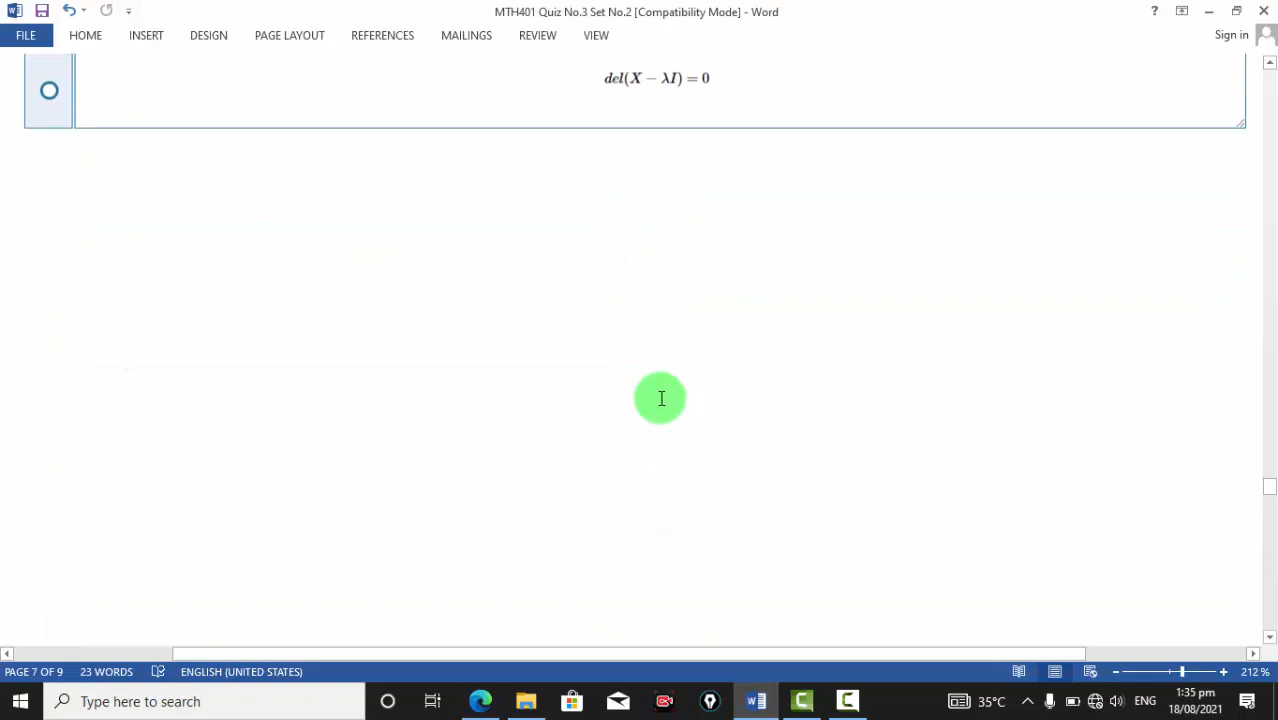 MTH401 Quiz No.3 Set No.2 [Compatibility Mode] - Word
?
FILE HOME INSERT DESIGN PAGE LAYOUT REFERENCES MAILINGS REVIEW VIEW Sign in
del(X − λI) = 0
PAGE 7 OF 9 23 WORDS ENGLISH (UNITED STATES) 212 %
Type here to search 35°C ENG 1:35 pm
18/08/2021